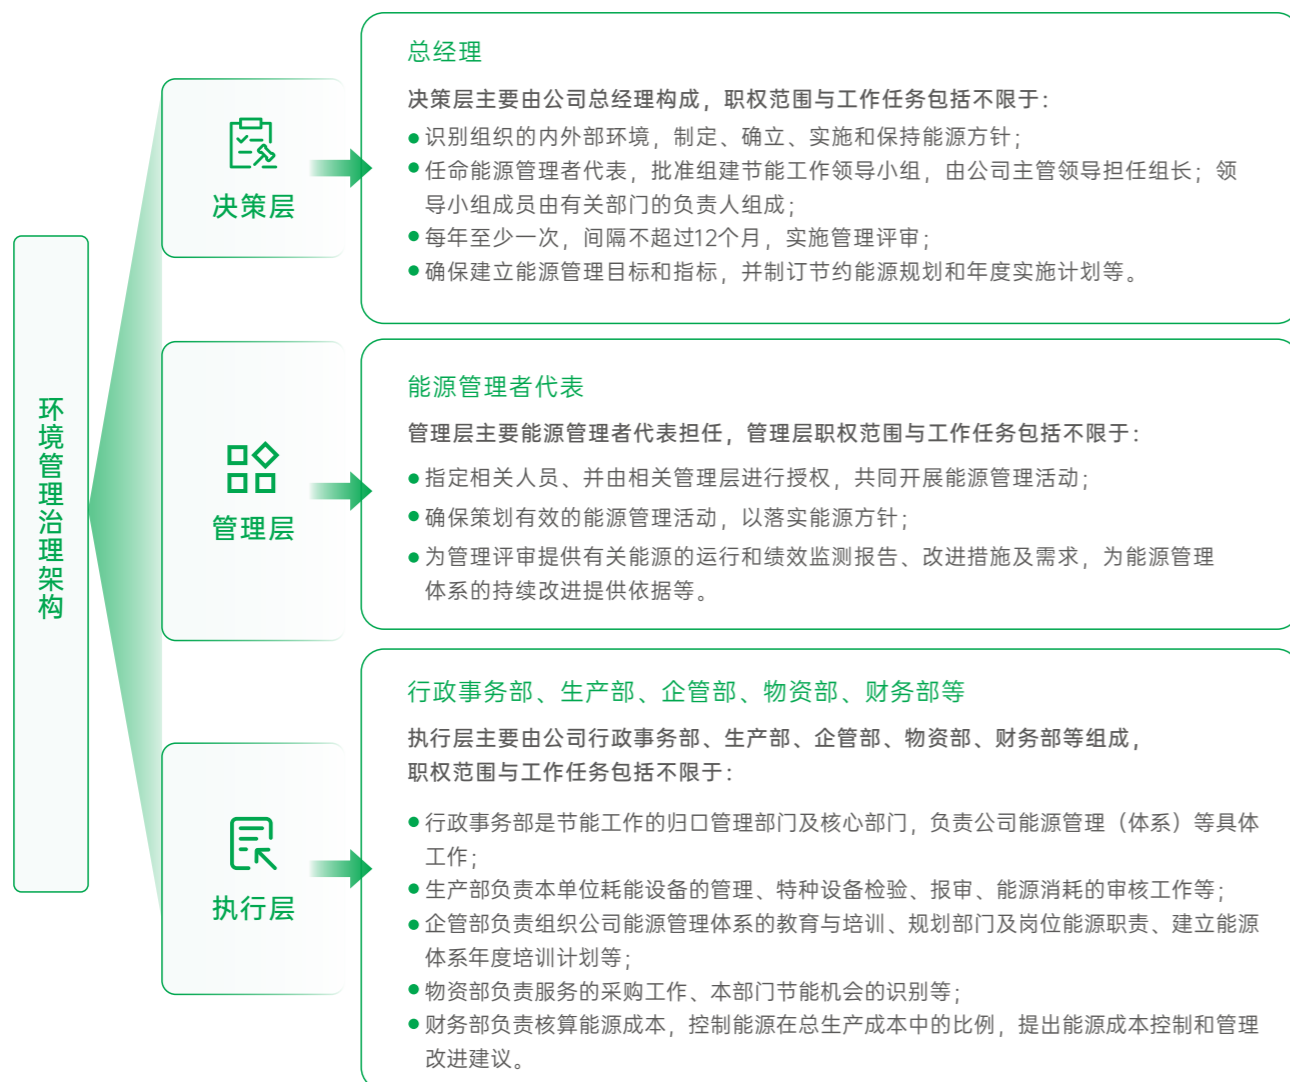 环境管理治理架构
决策层
总经理
决策层主要由公司总经理构成，职权范围与工作任务包括不限于：
识别组织的内外部环境，制定、确立、实施和保持能源方针；
任命能源管理者代表，批准组建节能工作领导小组，由公司主管领导担任组长；领
导小组成员由有关部门的负责人组成；
每年至少一次，间隔不超过12个月，实施管理评审；
确保建立能源管理目标和指标，并制订节约能源规划和年度实施计划等。
管理层
能源管理者代表
管理层主要能源管理者代表担任，管理层职权范围与工作任务包括不限于：
指定相关人员、并由相关管理层进行授权，共同开展能源管理活动；
确保策划有效的能源管理活动，以落实能源方针；
为管理评审提供有关能源的运行和绩效监测报告、改进措施及需求，为能源管理
体系的持续改进提供依据等。
执行层
行政事务部、生产部、企管部、物资部、财务部等
执行层主要由公司行政事务部、生产部、企管部、物资部、财务部等组成，
职权范围与工作任务包括不限于：
行政事务部是节能工作的归口管理部门及核心部门，负责公司能源管理（体系）等具体
工作；
生产部负责本单位耗能设备的管理、特种设备检验、报审、能源消耗的审核工作等；
企管部负责组织公司能源管理体系的教育与培训、规划部门及岗位能源职责、建立能源
体系年度培训计划等；
物资部负责服务的采购工作、本部门节能机会的识别等；
财务部负责核算能源成本，控制能源在总生产成本中的比例，提出能源成本控制和管理
改进建议。